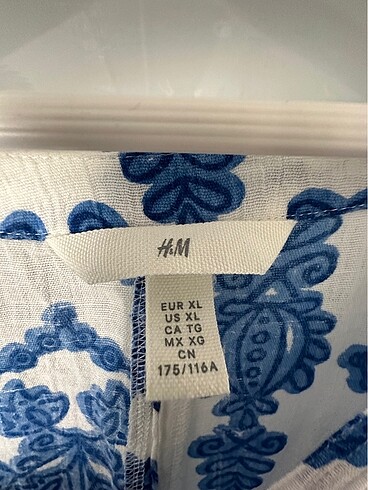 H&M
EUR XL
US XL
CA TG
MX XG
CN
175/116A